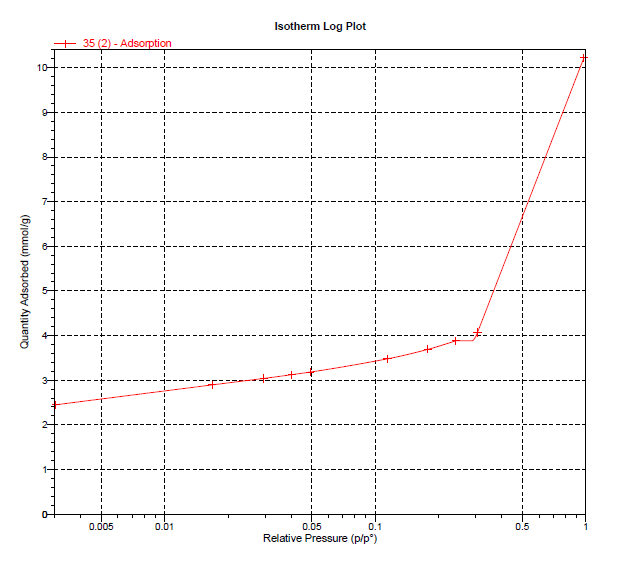 Isotherm Log Plot
35 (2) - Adsorption
10
9
8
7
6
5
4
3
2
1
0
Quantity Adsorbed (mmol/g)
0.005 0.01 0.05 0.1 0.5 1
Relative Pressure (p/p°)